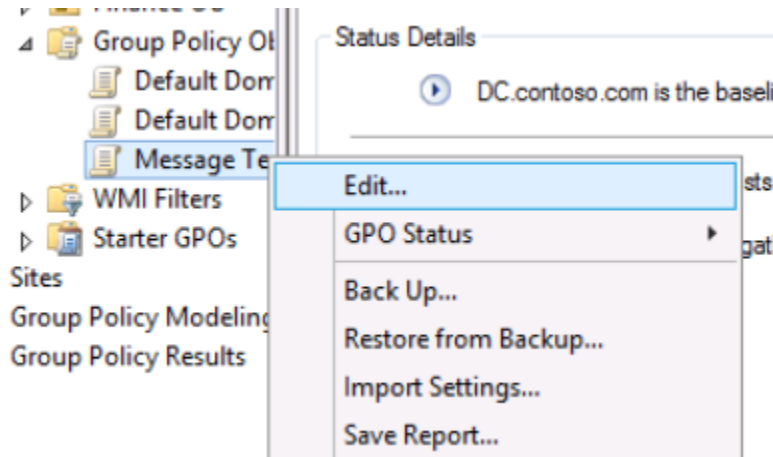 Group Policy Ob
Default Dom
Default Dom
Message Te
WMI Filters
Starter GPOs
Sites
Group Policy Modeling
Group Policy Results
Status Details
DC.contoso.com is the baseli
sts
gat
Edit...
GPO Status
Back Up...
Restore from Backup...
Import Settings...
Save Report...